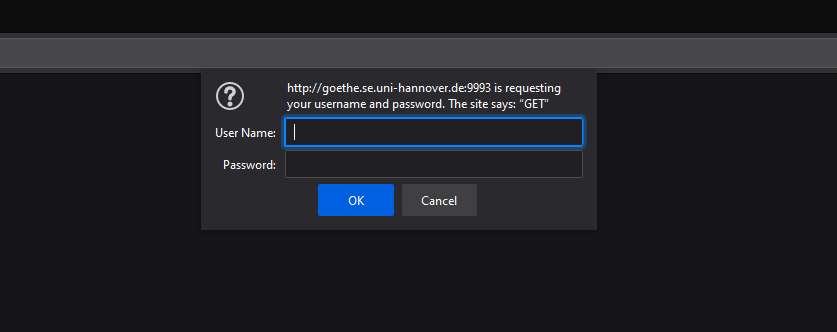 http://goethe.se.uni-hannover.de:9993 is requesting
your username and password. The site says: “GET”
User Name:
Password:
OK Cancel